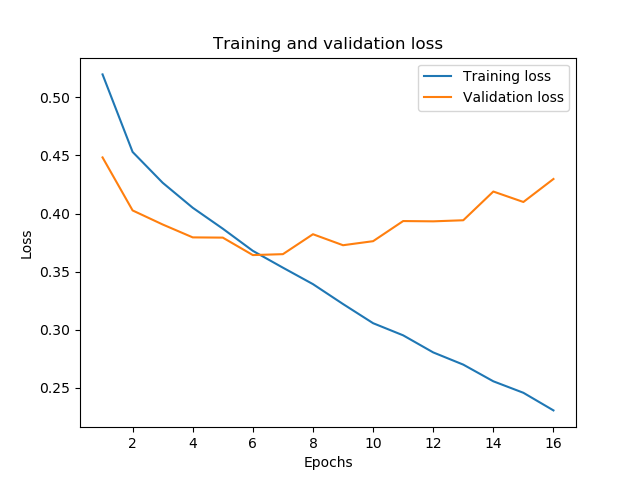 Training and validation loss
Training loss
Validation loss
0.50
0.45
0.40
0.35
0.30
0.25
Loss
2 4 6 8 10 12 14 16
Epochs